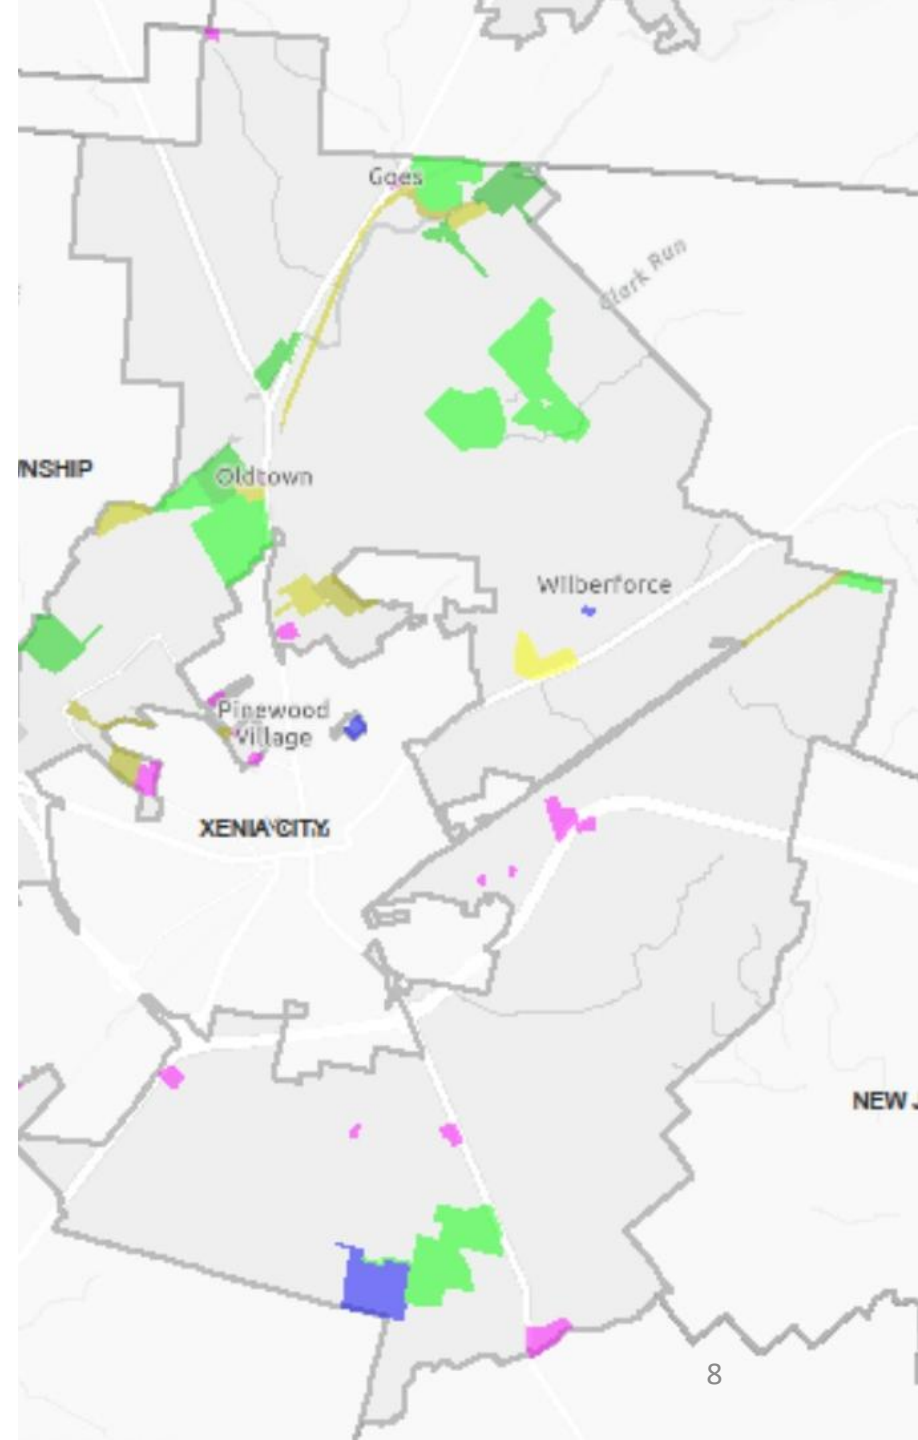 Goes
Clark Run
NSHIP
Oldtown
Wilberforce
Pinewood
Village
XENIA CITY
NEW J
8